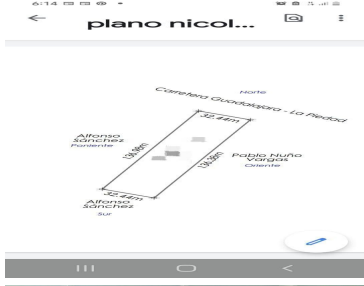 6:14
plano nicol...
Norte
Carretera Guadalajara - La Piedad
32.44m
Alfonso
Sánchez
Poniente
Pablo Nuño
Vargas
Oriente
32.44m
Alfonso
Sánchez
Sur